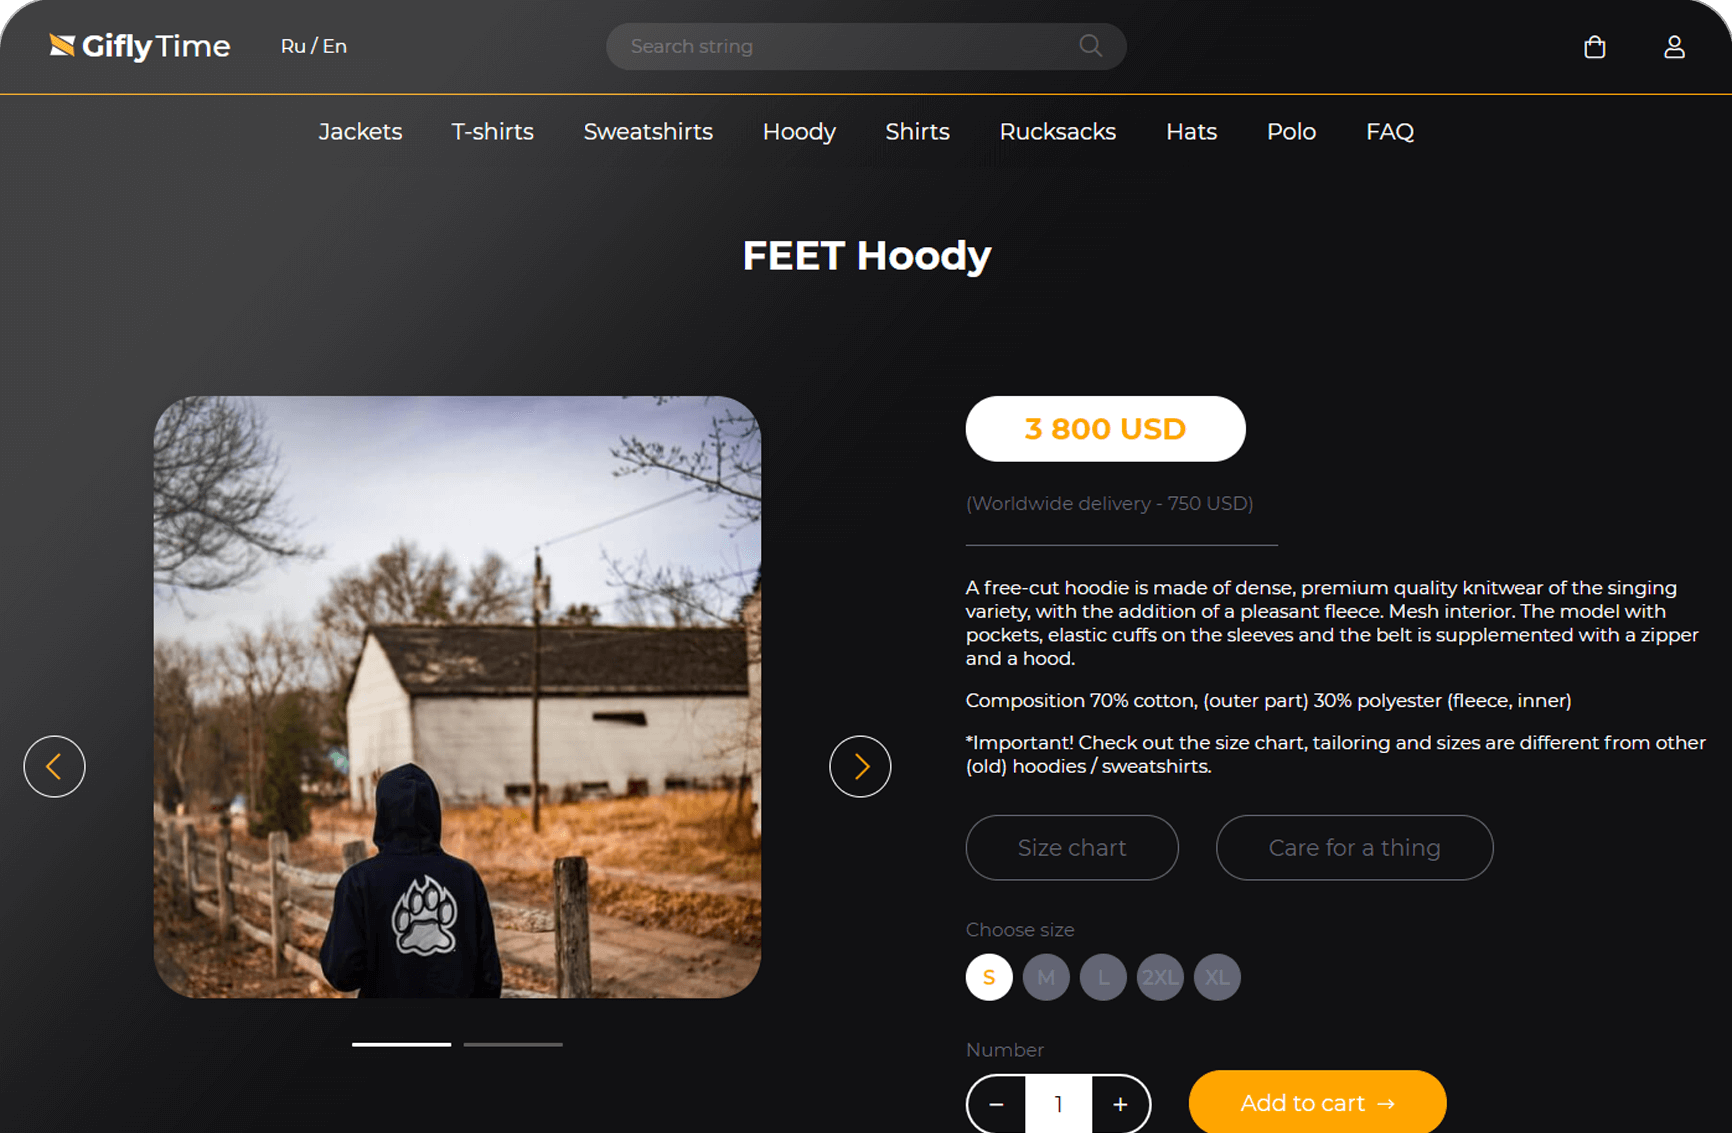 Gifly Time
Ru / En
Search string
Jackets
T-shirts
Sweatshirts
Hoody
Shirts
Rucksacks
Hats
Polo
FAQ
FEET Hoody
3 800 USD
(Worldwide delivery - 750 USD)
A free-cut hoodie is made of dense, premium quality knitwear of the singing
variety, with the addition of a pleasant fleece. Mesh interior. The model with
pockets, elastic cuffs on the sleeves and the belt is supplemented with a zipper
and a hood.
Composition 70% cotton, (outer part) 30% polyester (fleece, inner)
*Important! Check out the size chart, tailoring and sizes are different from other
(old) hoodies / sweatshirts.
Size chart
Care for a thing
Choose size
S
M
L
2XL
XL
Number
− 1 +
Add to cart →